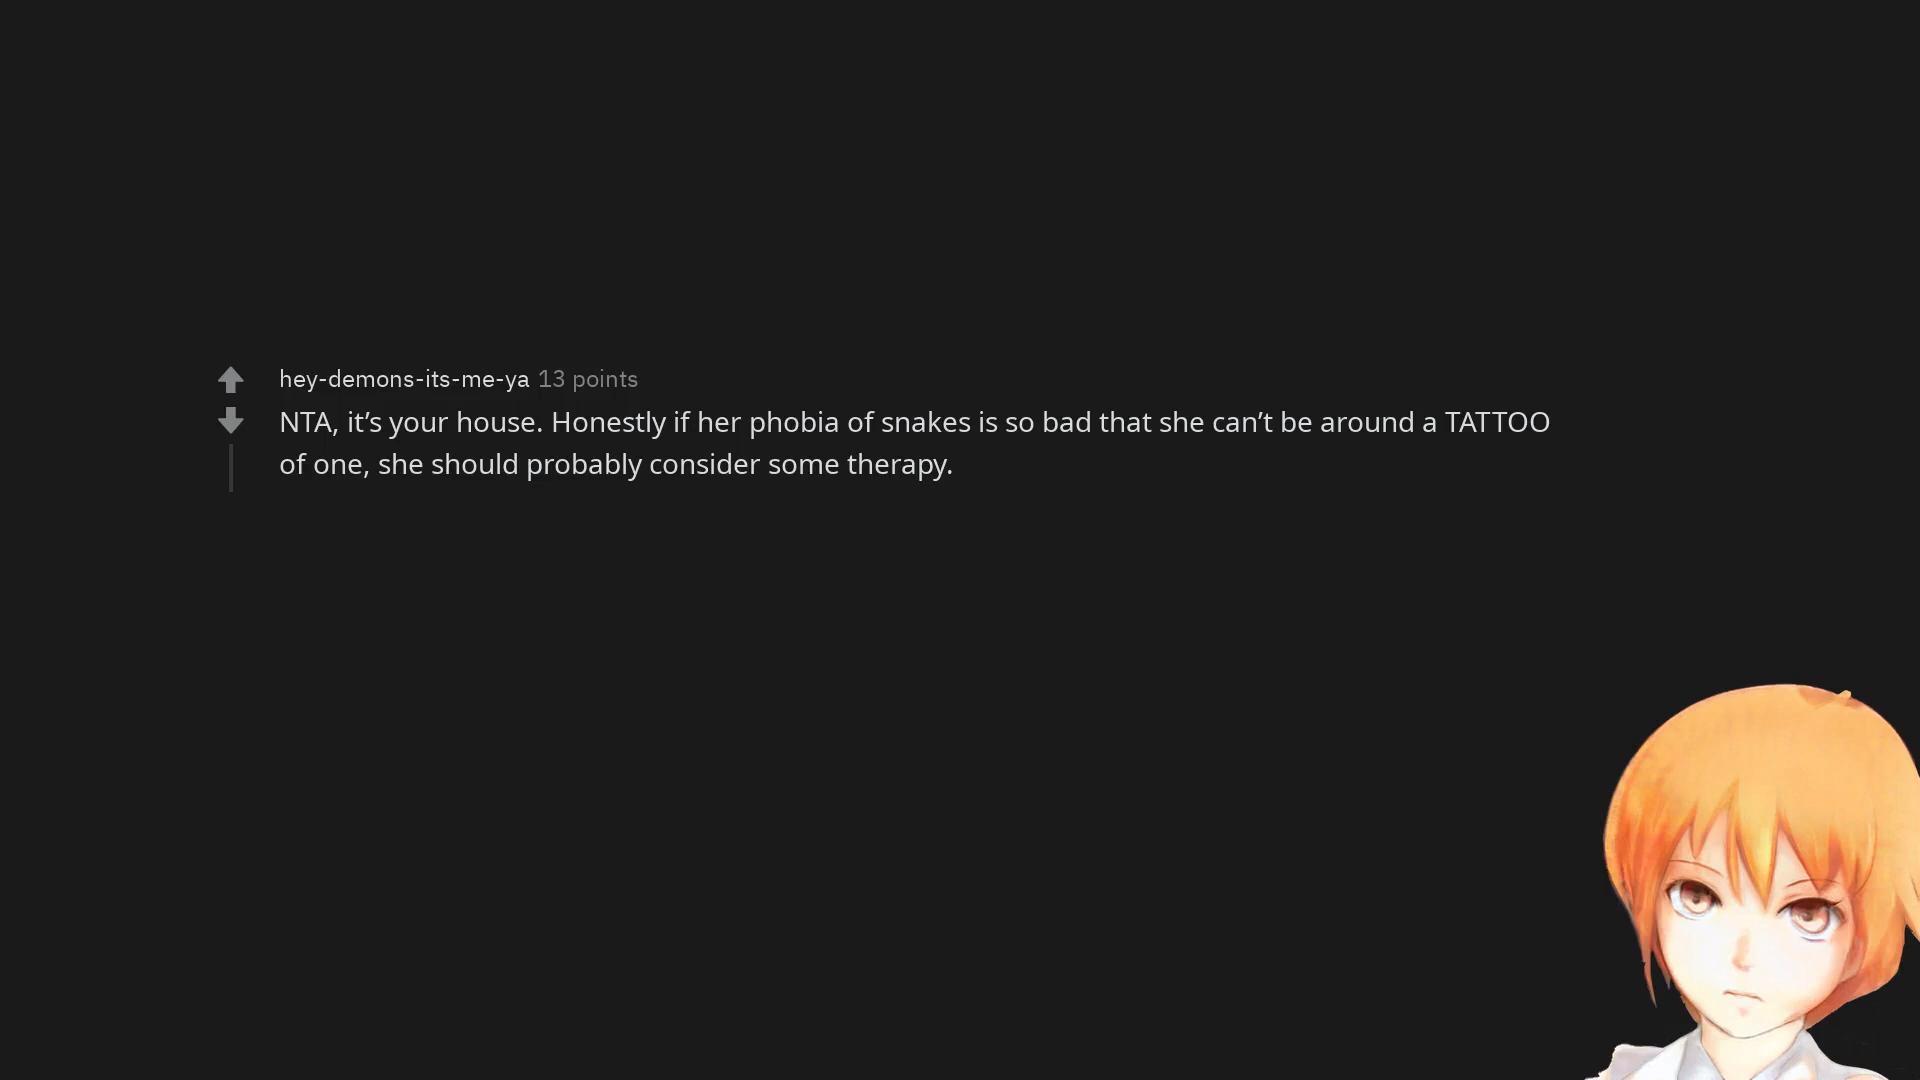 hey-demons-its-me-ya 13 points
NTA, it’s your house. Honestly if her phobia of snakes is so bad that she can’t be around a TATTOO
of one, she should probably consider some therapy.